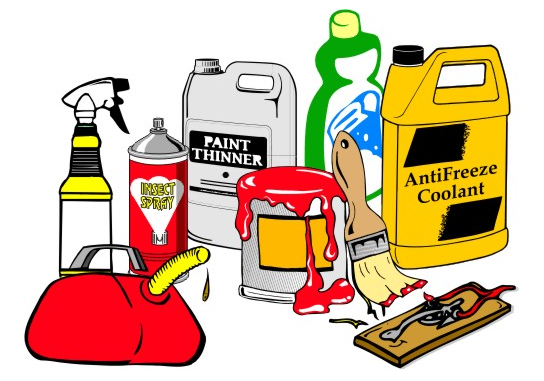 PAINT
THINNER
INSECT
SPRAY
AntiFreeze
Coolant